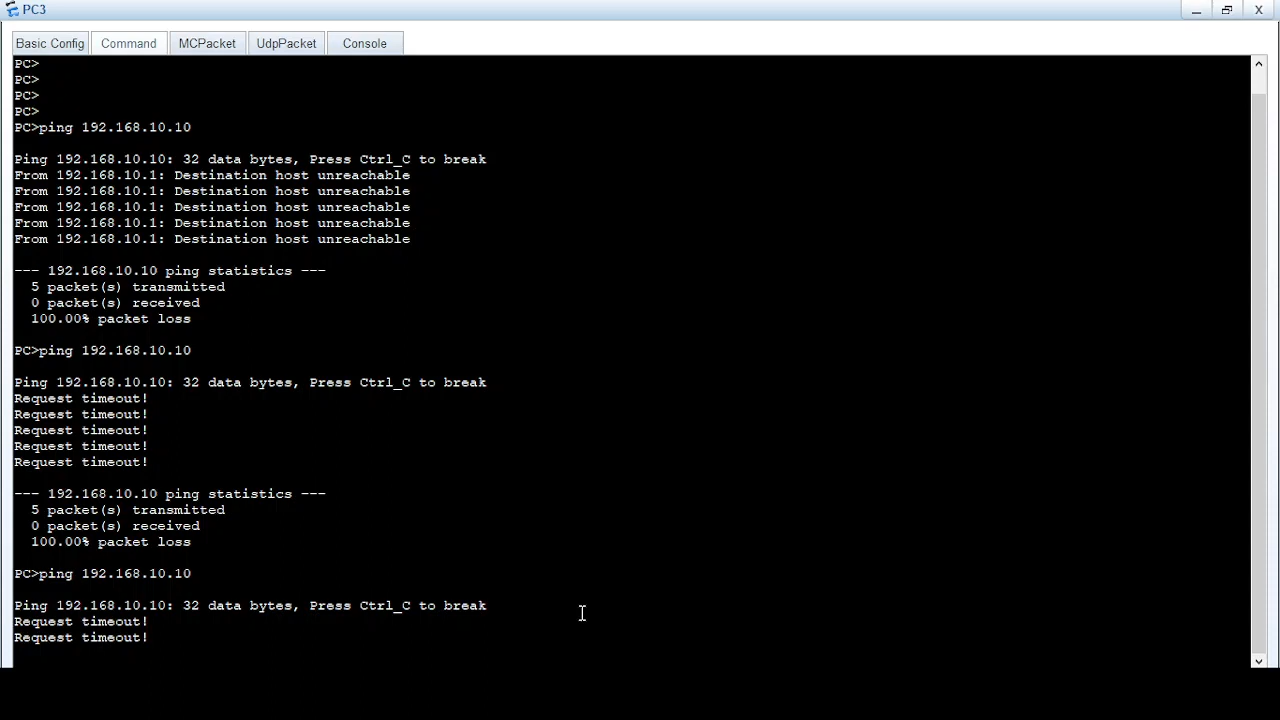 PC3
Basic Config Command MCPacket UdpPacket Console
PC>
PC>
PC>
PC>
PC>ping 192.168.10.10
Ping 192.168.10.10: 32 data bytes, Press Ctrl_C to break
From 192.168.10.1: Destination host unreachable
From 192.168.10.1: Destination host unreachable
From 192.168.10.1: Destination host unreachable
From 192.168.10.1: Destination host unreachable
From 192.168.10.1: Destination host unreachable
--- 192.168.10.10 ping statistics ---
5 packet(s) transmitted
0 packet(s) received
100.00% packet loss
PC>ping 192.168.10.10
Ping 192.168.10.10: 32 data bytes, Press Ctrl_C to break
Request timeout!
Request timeout!
Request timeout!
Request timeout!
Request timeout!
--- 192.168.10.10 ping statistics ---
5 packet(s) transmitted
0 packet(s) received
100.00% packet loss
PC>ping 192.168.10.10
Ping 192.168.10.10: 32 data bytes, Press Ctrl_C to break
Request timeout!
Request timeout!